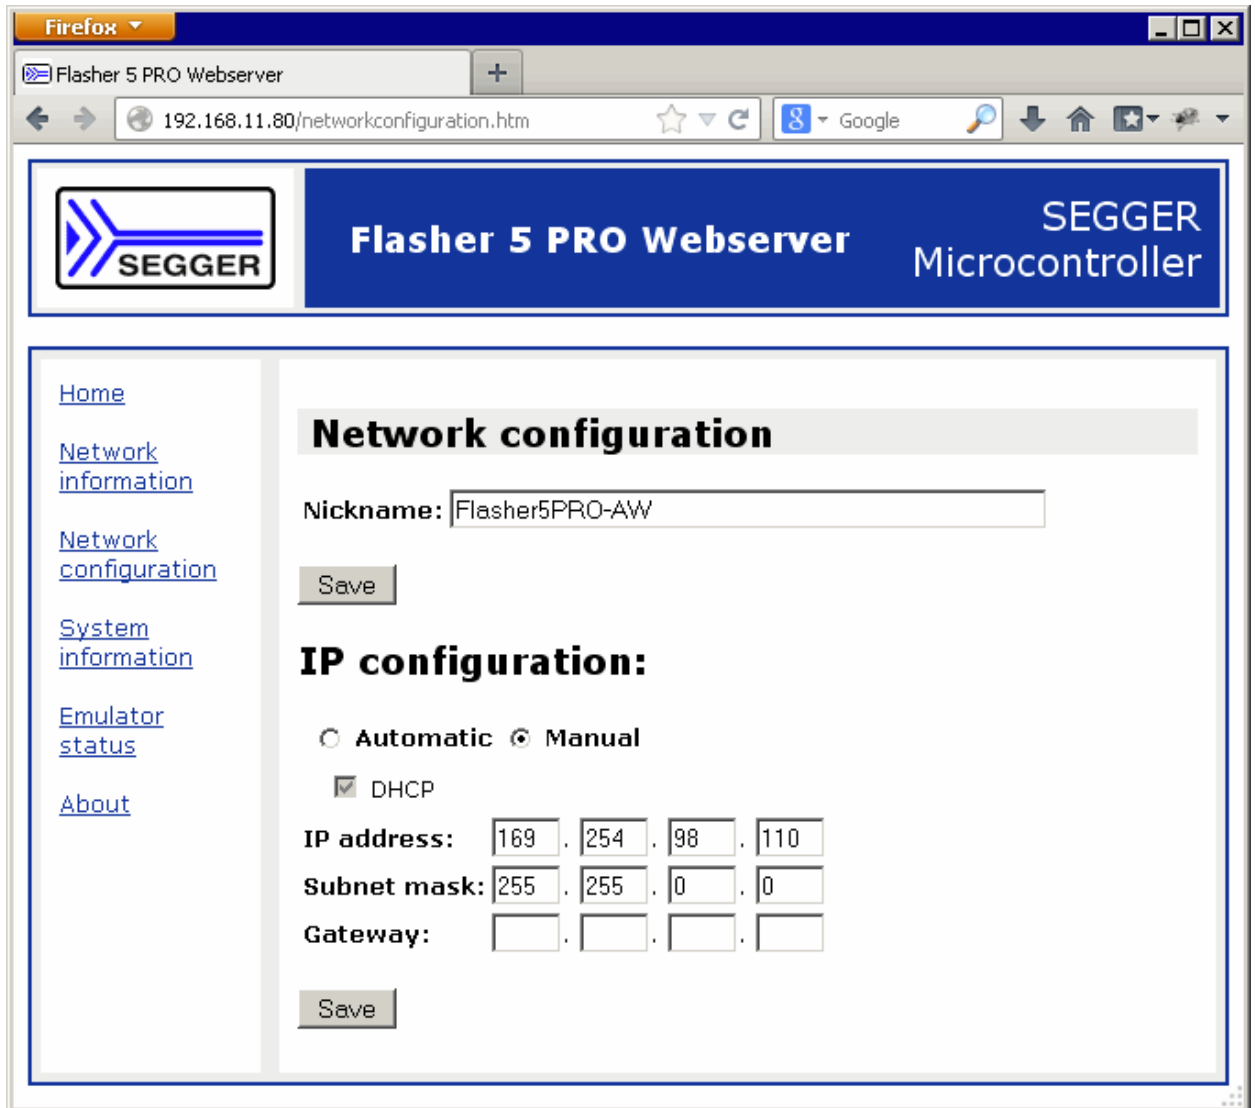 Firefox
Flasher 5 PRO Webserver
192.168.11.80/networkconfiguration.htm
8
Google
SEGGER
Flasher 5 PRO Webserver
SEGGER
Microcontroller
Home
Network
information
Network
configuration
System
information
Emulator
status
About
Network configuration
Nickname: Flasher5PRO-AW
Save
IP configuration:
Automatic Manual
DHCP
IP address: 169 . 254 . 98 . 110
Subnet mask: 255 . 255 . 0 . 0
Gateway: . . .
Save